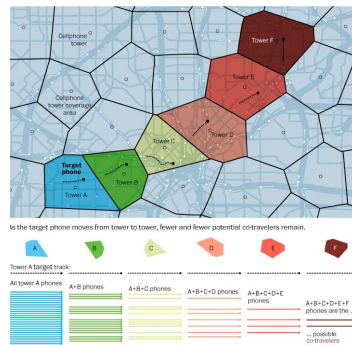 Cellphone
tower
Tower F
Cellphone
tower coverage
area
Tower E
Tower C
Tower D
Target
phone
Tower B
Tower A
As the target phone moves from tower to tower, fewer and fewer potential co-travelers remain.
A
B
C
D
E
F
Tower A target track
All tower A phones
A+B phones
A+B+C phones
A+B+C+D phones
A+B+C+D+E
phones
A+B+C+D+E+F
phones are the ...
... possible
co-travelers